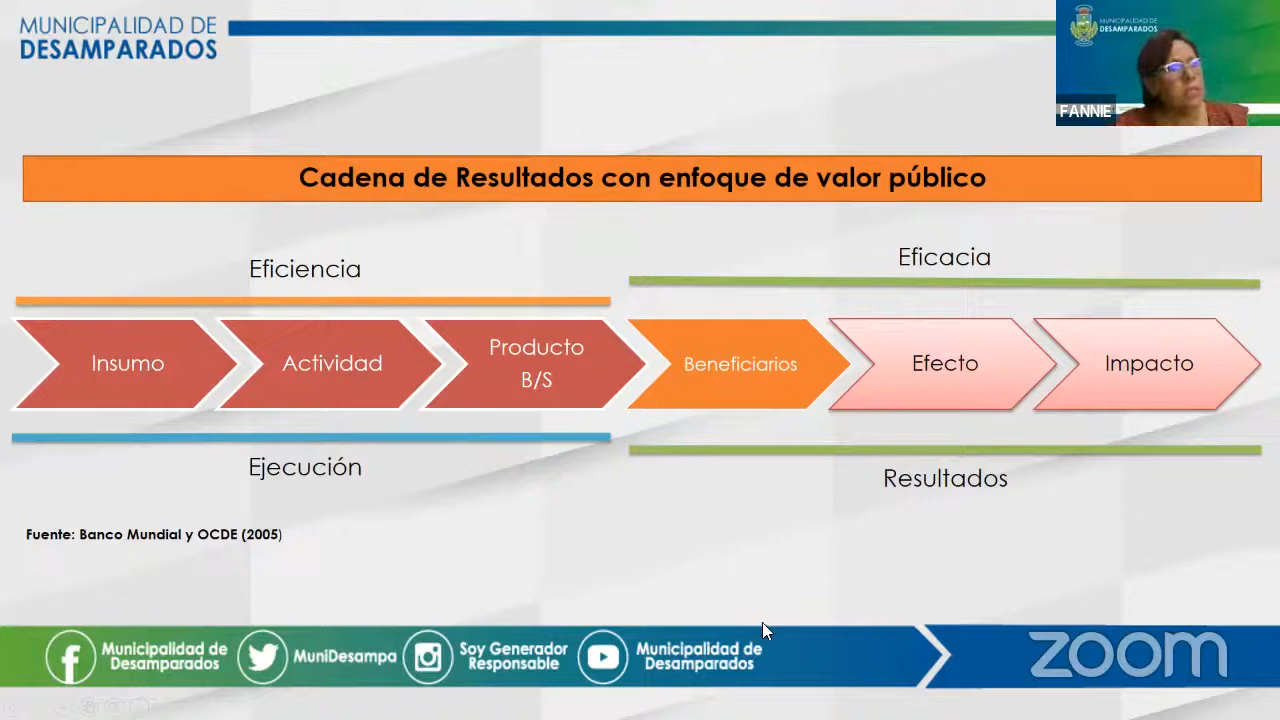 MUNICIPALIDAD DE
DESAMPARADOS
MUNICIPALIDAD DE
DESAMPARADOS
FANNIE
Cadena de Resultados con enfoque de valor público
Eficiencia
Eficacia
Insumo
Actividad
Producto
B/S
Beneficiarios
Efecto
Impacto
Ejecución
Resultados
Fuente: Banco Mundial y OCDE (2005)
Municipalidad de
Desamparados
MuniDesampa
Soy Generador
Responsable
Municipalidad de
Desamparados
zoom